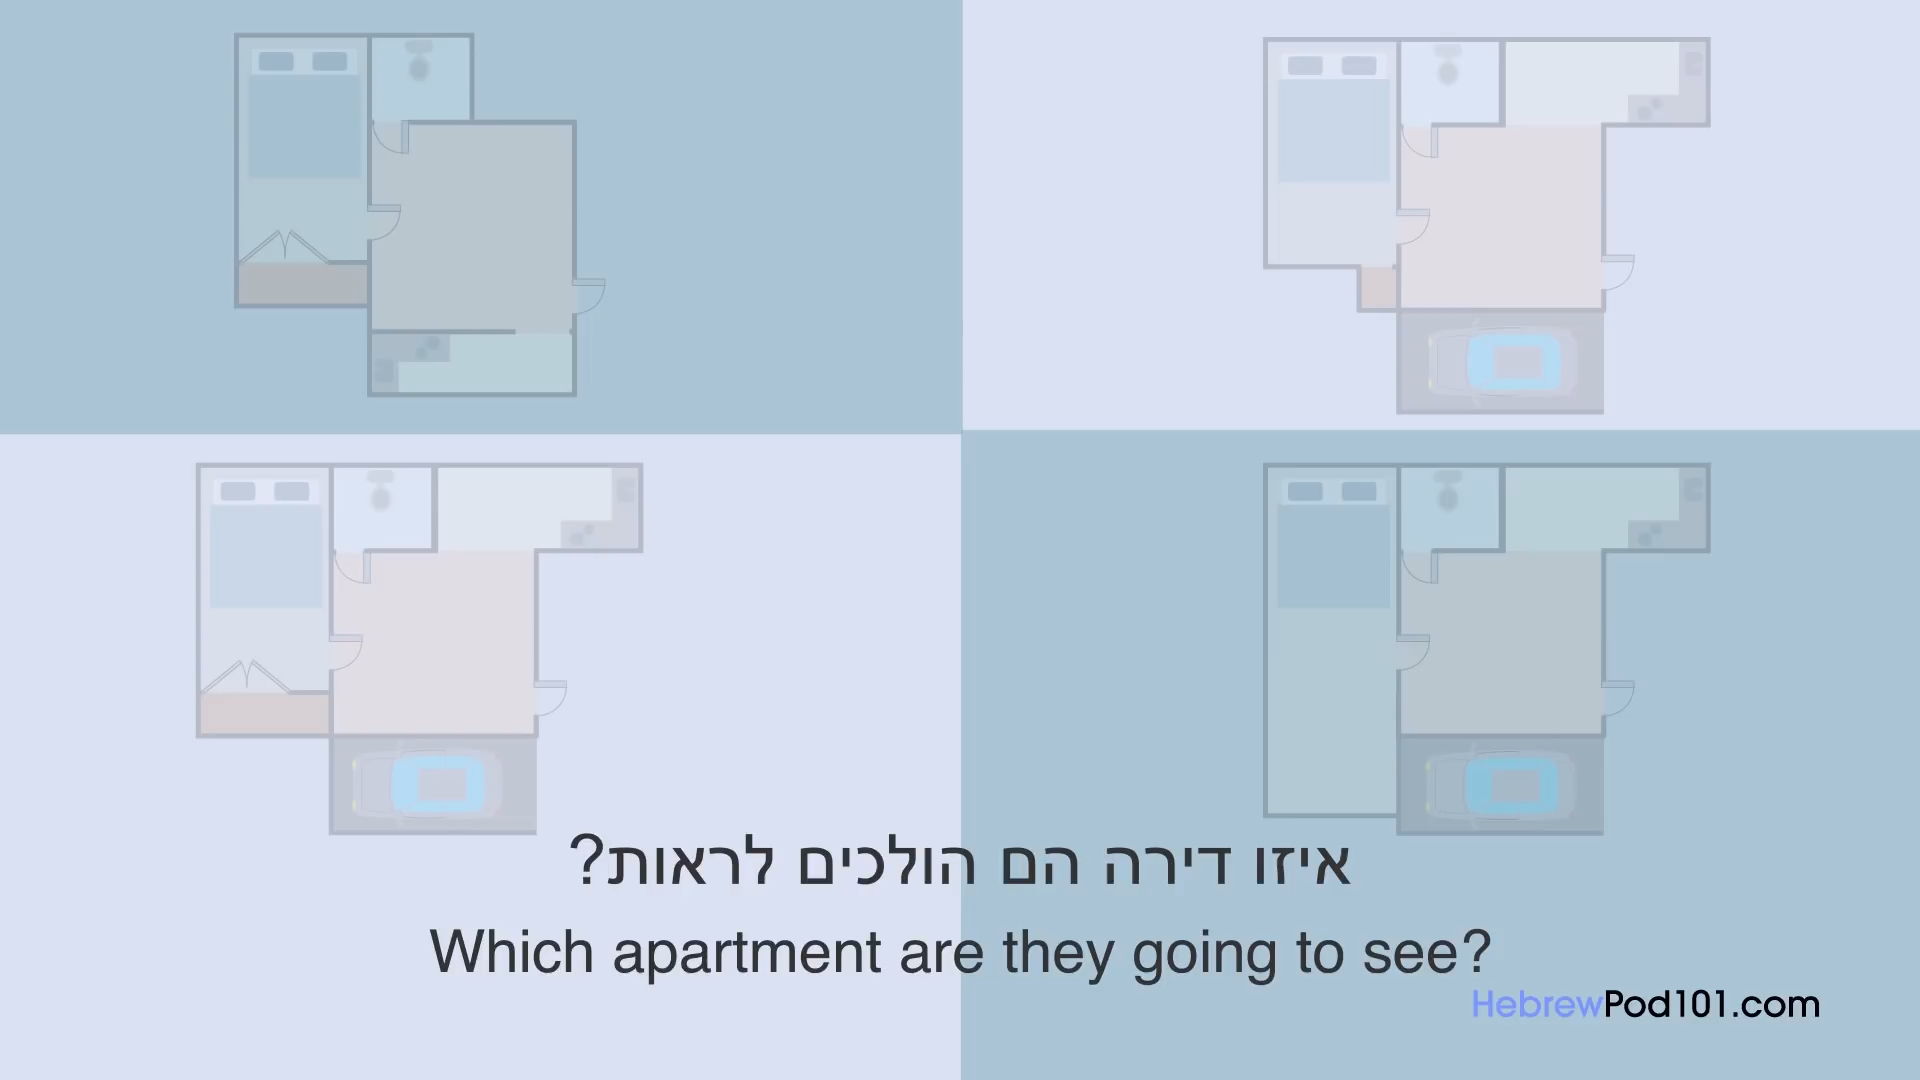 איזו דירה הם הולכים לראות?
Which apartment are they going to see?
HebrewPod101.com